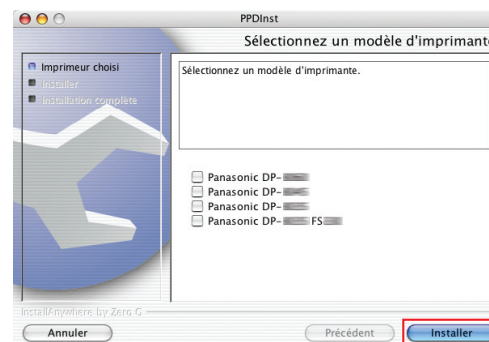 PPDInst
Sélectionnez un modèle d'imprimante
Imprimeur choisi
Installer
Installation complète
Sélectionnez un modèle d'imprimante.
Panasonic DP-
Panasonic DP-
Panasonic DP-
Panasonic DP- FS
InstallAnywhere by Zero G
Annuler
Précédent
Installer